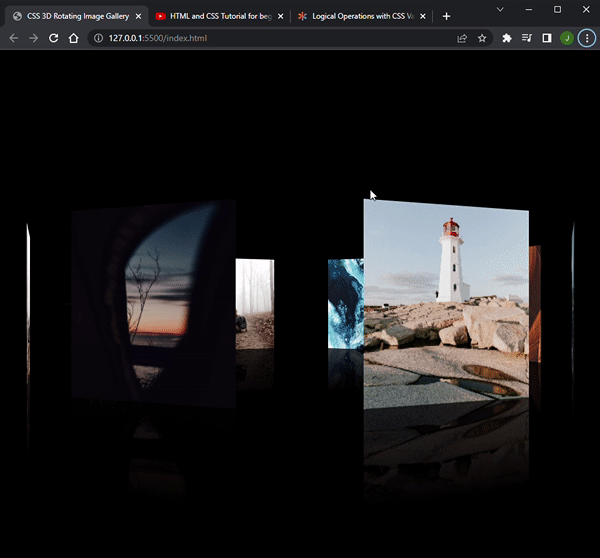 CSS 3D Rotating Image Gallery
HTML and CSS Tutorial for beg
Logical Operations with CSS Va
127.0.0.1:5500/index.html
J